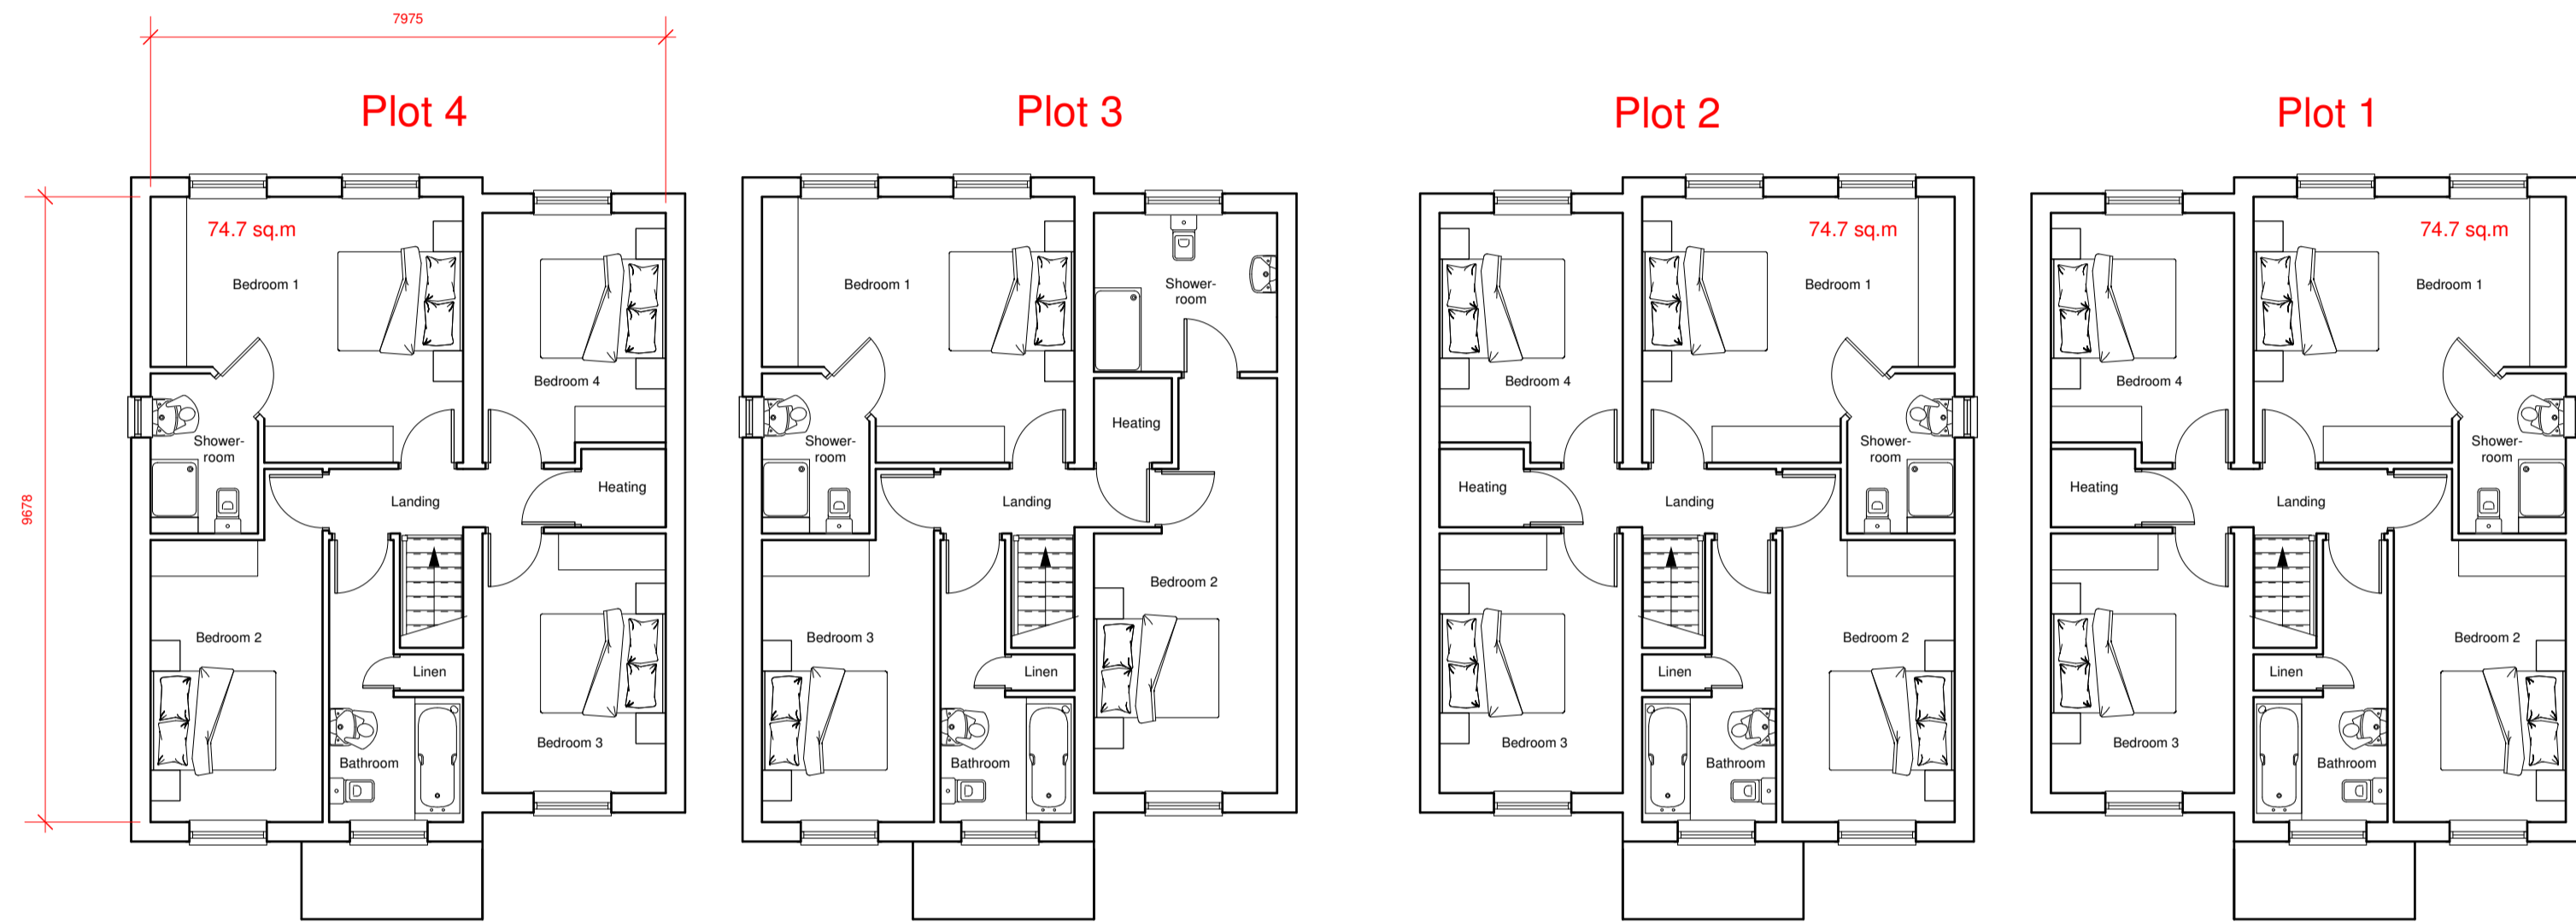 7975
Plot 4
Plot 3
Plot 2
Plot 1
9678
74.7 sq.m
Bedroom 1
Bedroom 4
Shower-
room
Landing
Heating
Bedroom 2
Linen
Bedroom 3
Bathroom
Bedroom 1
Shower-
room
Heating
Shower-
room
Landing
Bedroom 2
Bedroom 3
Linen
Bathroom
74.7 sq.m
Bedroom 1
Bedroom 4
Shower-
room
Heating
Landing
Bedroom 2
Linen
Bedroom 3
Bathroom
74.7 sq.m
Bedroom 1
Bedroom 4
Shower-
room
Heating
Landing
Bedroom 2
Linen
Bedroom 3
Bathroom